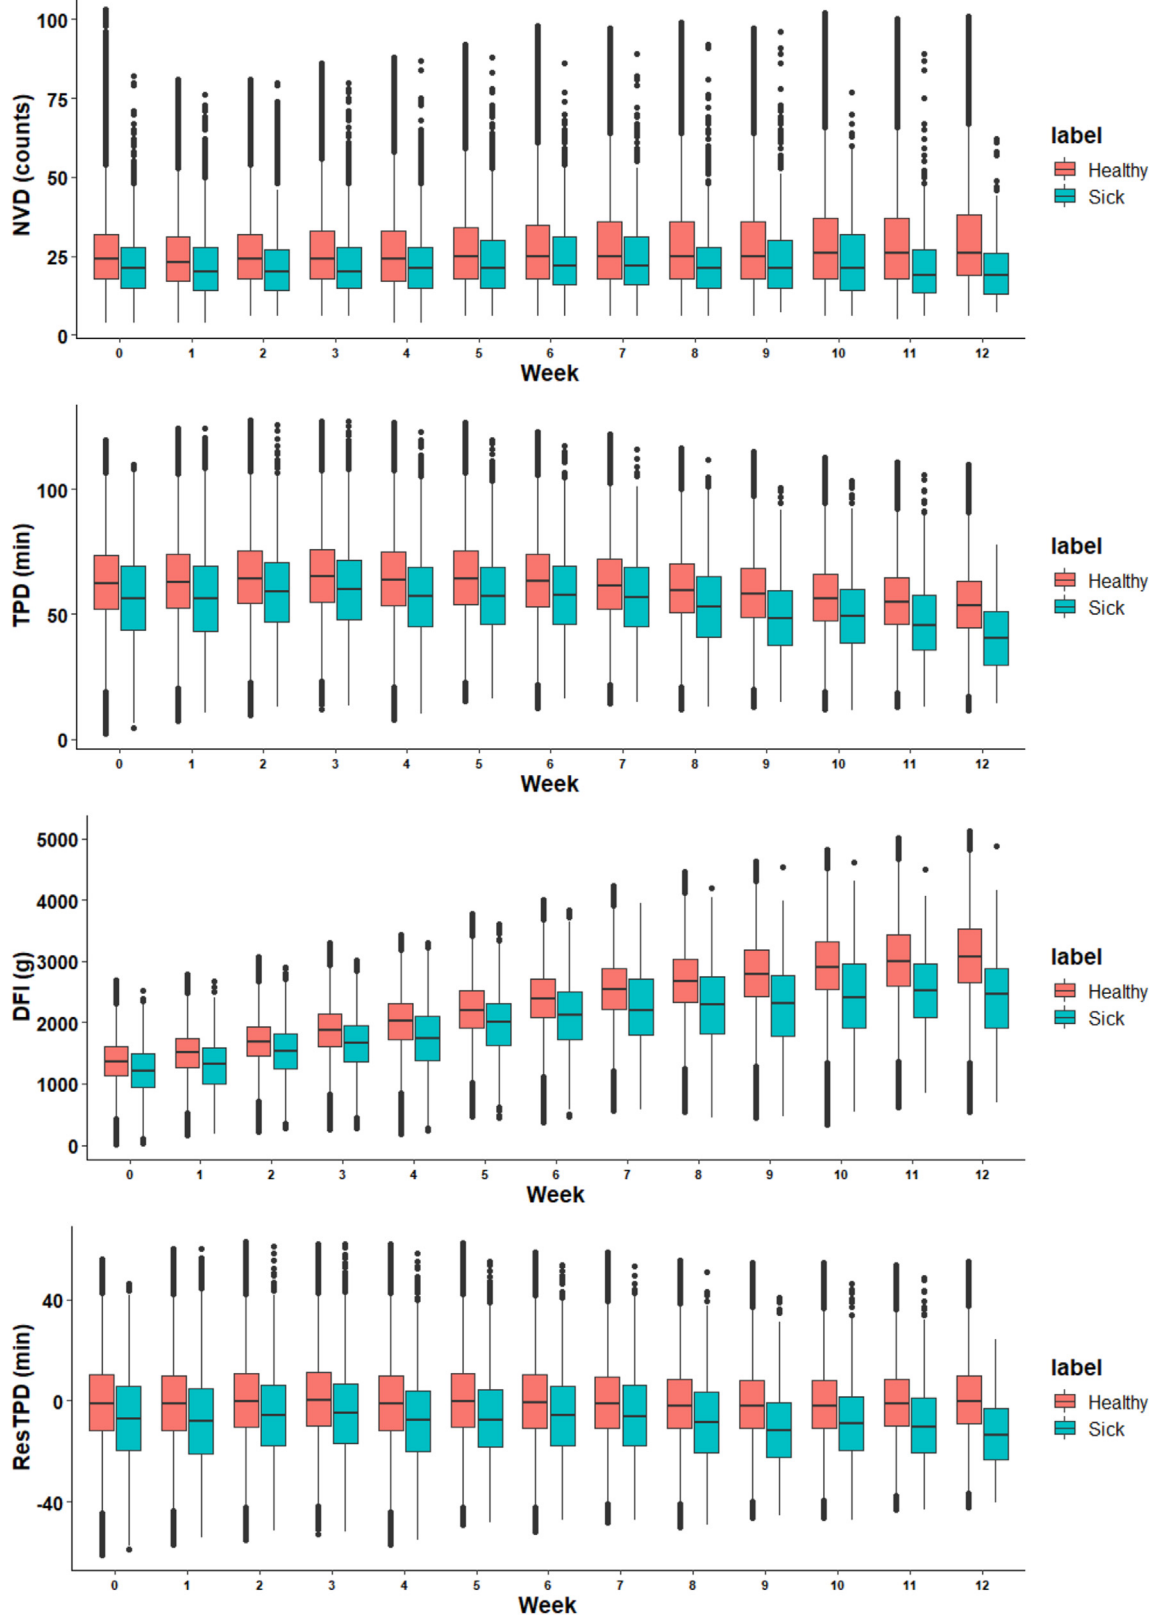 NVD (counts)
100
75
50
25
0
0 1 2 3 4 5 6 7 8 9 10 11 12
Week
label
Healthy
Sick
TPD (min)
100
50
0
0 1 2 3 4 5 6 7 8 9 10 11 12
Week
label
Healthy
Sick
DFI (g)
5000
4000
3000
2000
1000
0
0 1 2 3 4 5 6 7 8 9 10 11 12
Week
label
Healthy
Sick
ResTPD (min)
40
0
-40
0 1 2 3 4 5 6 7 8 9 10 11 12
Week
label
Healthy
Sick